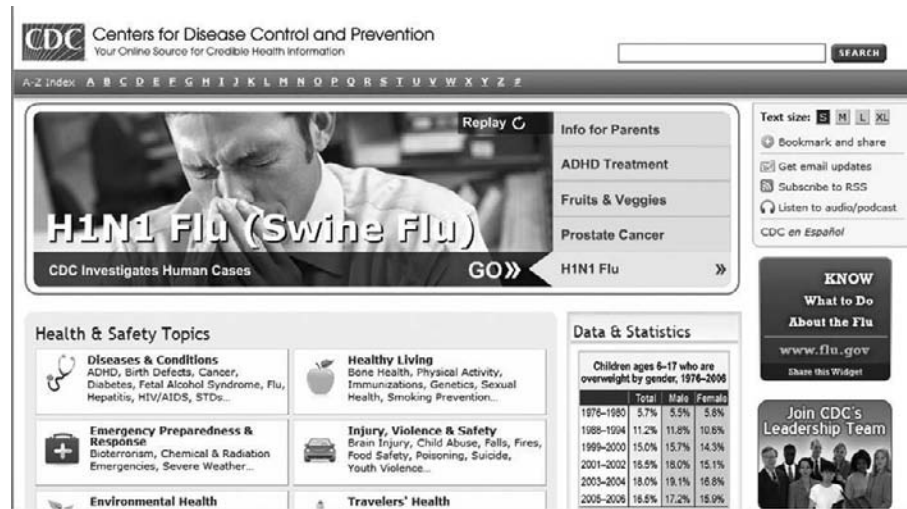 CDC Centers for Disease Control and Prevention
Your Online Source for Credible Health Information
SEARCH
A-Z Index A B C D E F G H I J K L M N O P Q R S T U V W X Y Z #
Replay
H1N1 Flu (Swine Flu)
CDC Investigates Human Cases
GO»
Info for Parents
ADHD Treatment
Fruits & Veggies
Prostate Cancer
H1N1 Flu »
Text size: S M L XL
Bookmark and share
Get email updates
Subscribe to RSS
Listen to audio/podcast
CDC en Español
KNOW
What to Do
About the Flu
www.flu.gov
Share this Widget
Join CDC's
Leadership Team
Health & Safety Topics
Diseases & Conditions
ADHD, Birth Defects, Cancer,
Diabetes, Fetal Alcohol Syndrome, Flu,
Hepatitis, HIV/AIDS, STDs...
Healthy Living
Bone Health, Physical Activity,
Immunizations, Genetics, Sexual
Health, Smoking Prevention...
Emergency Preparedness &
Response
Bioterrorism, Chemical & Radiation
Emergencies, Severe Weather...
Injury, Violence & Safety
Brain Injury, Child Abuse, Falls, Fires,
Food Safety, Poisoning, Suicide,
Youth Violence...
Environmental Health
Travelers' Health
Data & Statistics
Children ages 6–17 who are
overweight by gender, 1976–2006
Total Male Female
1976–1980 5.7% 5.5% 5.8%
1988–1994 11.2% 11.8% 10.6%
1999–2000 15.0% 15.7% 14.3%
2001–2002 16.5% 18.0% 15.1%
2003–2004 18.0% 19.1% 16.8%
2005–2006 16.5% 17.2% 15.9%